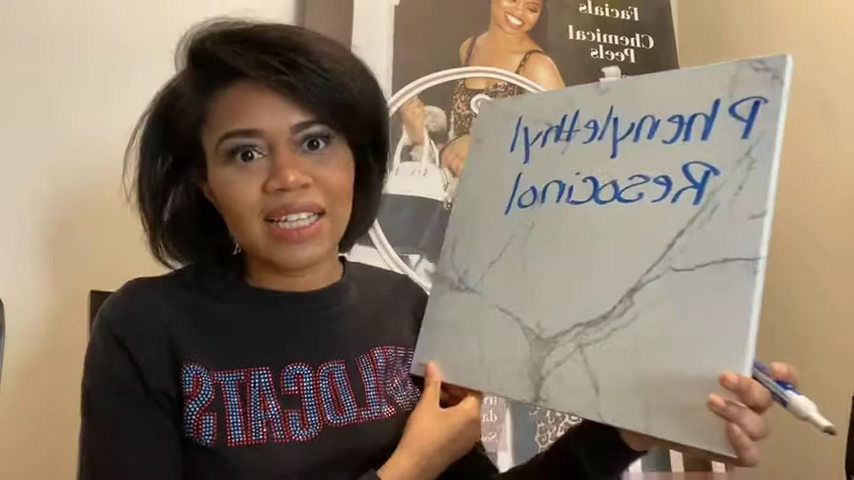 Facials
Chemical
Peels
Phenylethyl
Resocinol